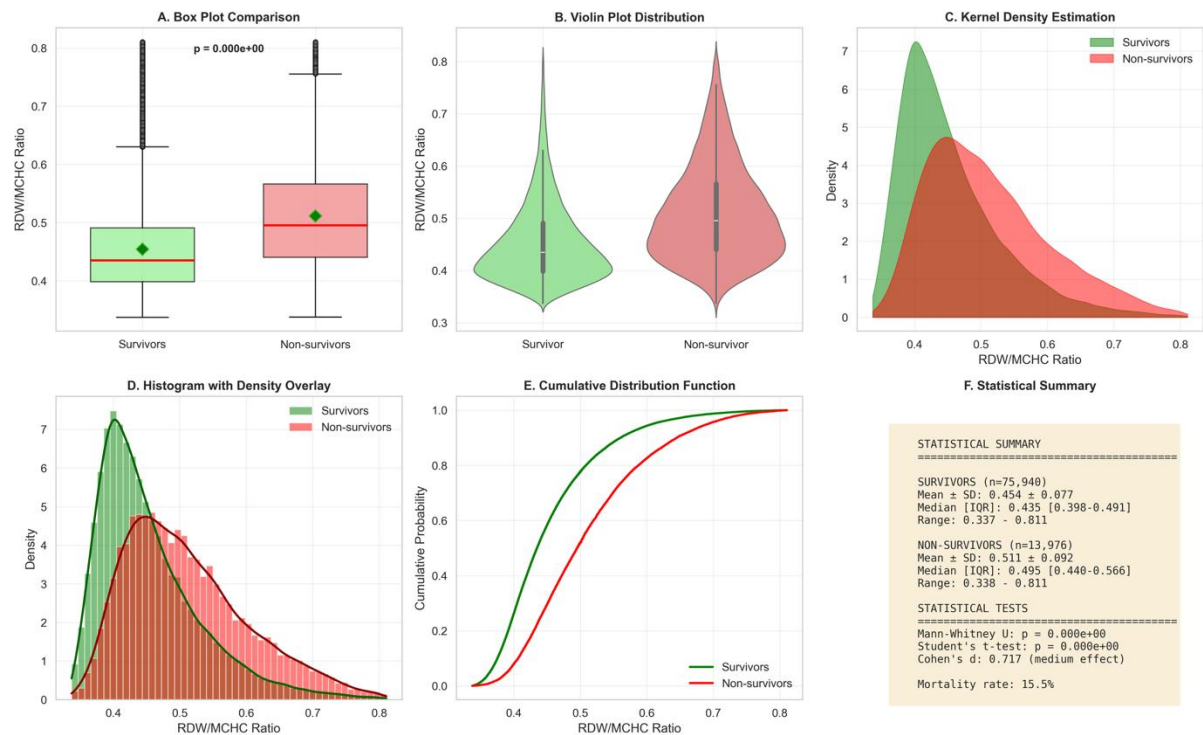 A. Box Plot Comparison
p = 0.000e+00
RDW/MCHC Ratio
0.8
0.7
0.6
0.5
0.4
Survivors
Non-survivors
B. Violin Plot Distribution
RDW/MCHC Ratio
0.8
0.7
0.6
0.5
0.4
0.3
Survivor
Non-survivor
C. Kernel Density Estimation
Survivors
Non-survivors
Density
7
6
5
4
3
2
1
0
0.4 0.5 0.6 0.7 0.8
RDW/MCHC Ratio
D. Histogram with Density Overlay
Survivors
Non-survivors
Density
7
6
5
4
3
2
1
0
0.4 0.5 0.6 0.7 0.8
RDW/MCHC Ratio
E. Cumulative Distribution Function
Cumulative Probability
1.0
0.8
0.6
0.4
0.2
0.0
Survivors
Non-survivors
0.4 0.5 0.6 0.7 0.8
RDW/MCHC Ratio
F. Statistical Summary
STATISTICAL SUMMARY
========================================
SURVIVORS (n=75,940)
Mean ± SD: 0.454 ± 0.077
Median [IQR]: 0.435 [0.398-0.491]
Range: 0.337 - 0.811
NON-SURVIVORS (n=13,976)
Mean ± SD: 0.511 ± 0.092
Median [IQR]: 0.495 [0.440-0.566]
Range: 0.338 - 0.811
STATISTICAL TESTS
========================================
Mann-Whitney U: p = 0.000e+00
Student's t-test: p = 0.000e+00
Cohen's d: 0.717 (medium effect)
Mortality rate: 15.5%